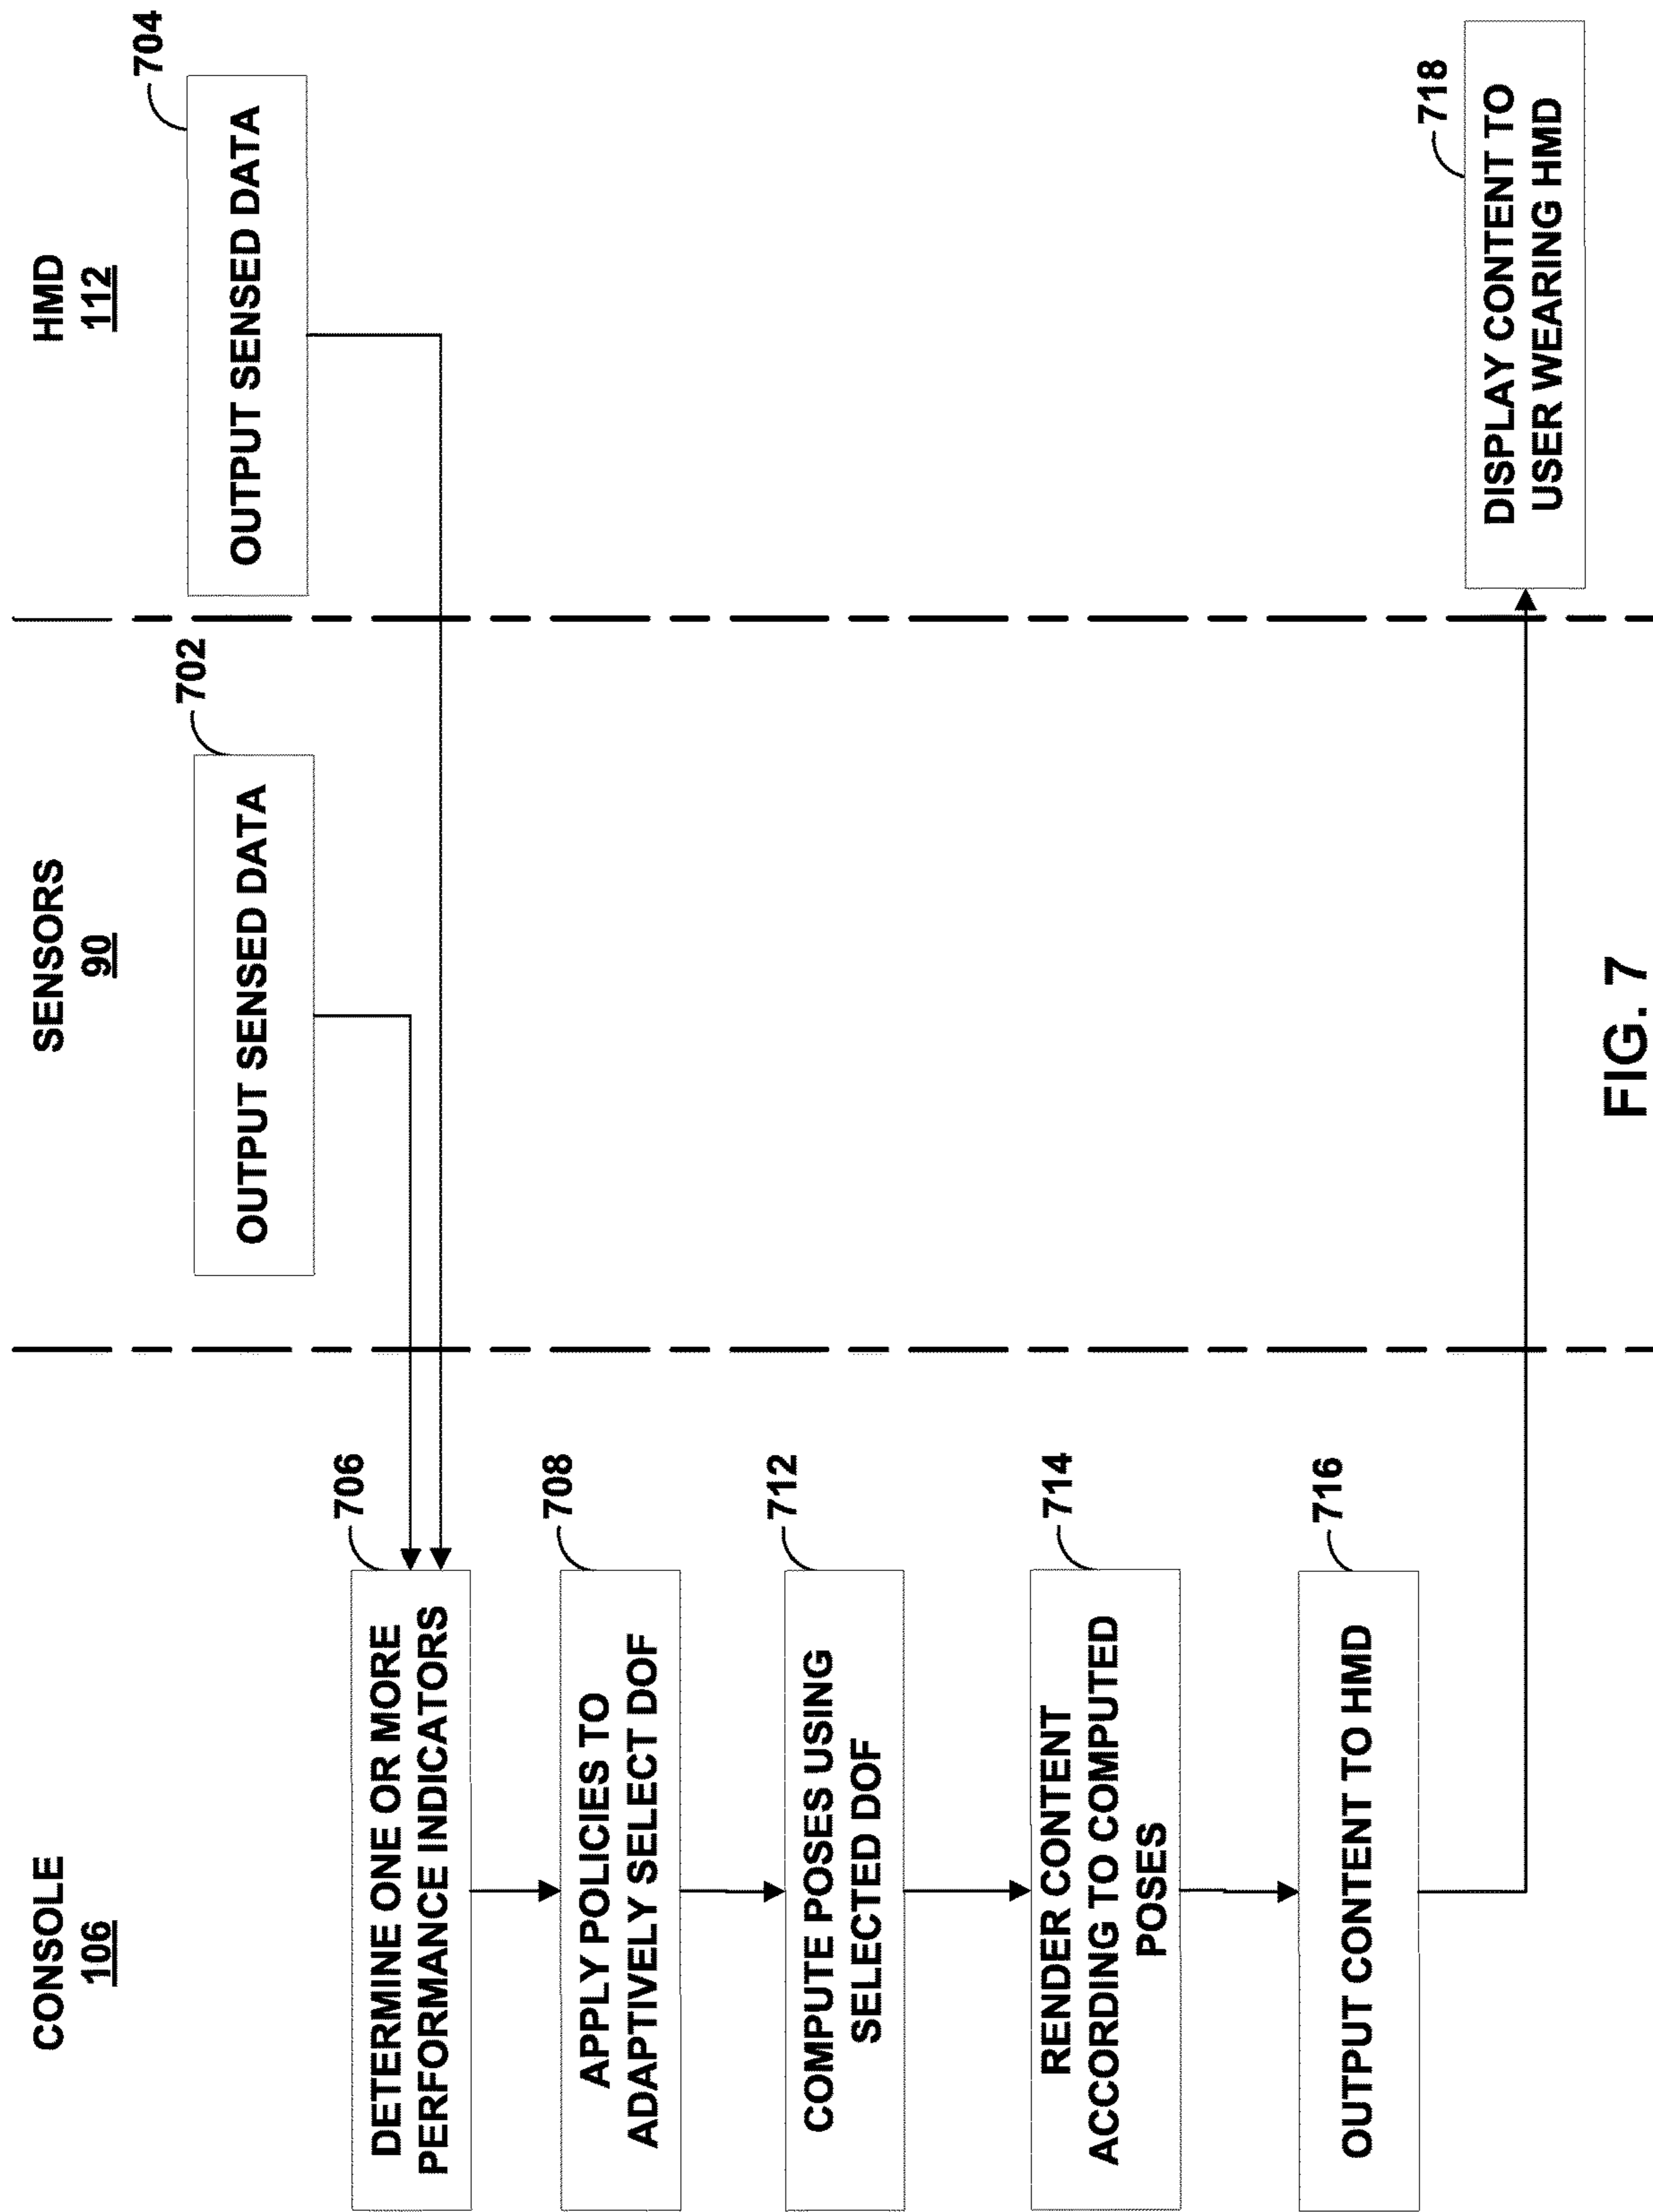 CONSOLE
106
SENSORS
90
HMD
112
702
OUTPUT SENSED DATA
704
OUTPUT SENSED DATA
706
DETERMINE ONE OR MORE
PERFORMANCE INDICATORS
708
APPLY POLICIES TO
ADAPTIVELY SELECT DOF
712
COMPUTE POSES USING
SELECTED DOF
714
RENDER CONTENT
ACCORDING TO COMPUTED
POSES
716
OUTPUT CONTENT TO HMD
718
DISPLAY CONTENT TO
USER WEARING HMD
FIG. 7